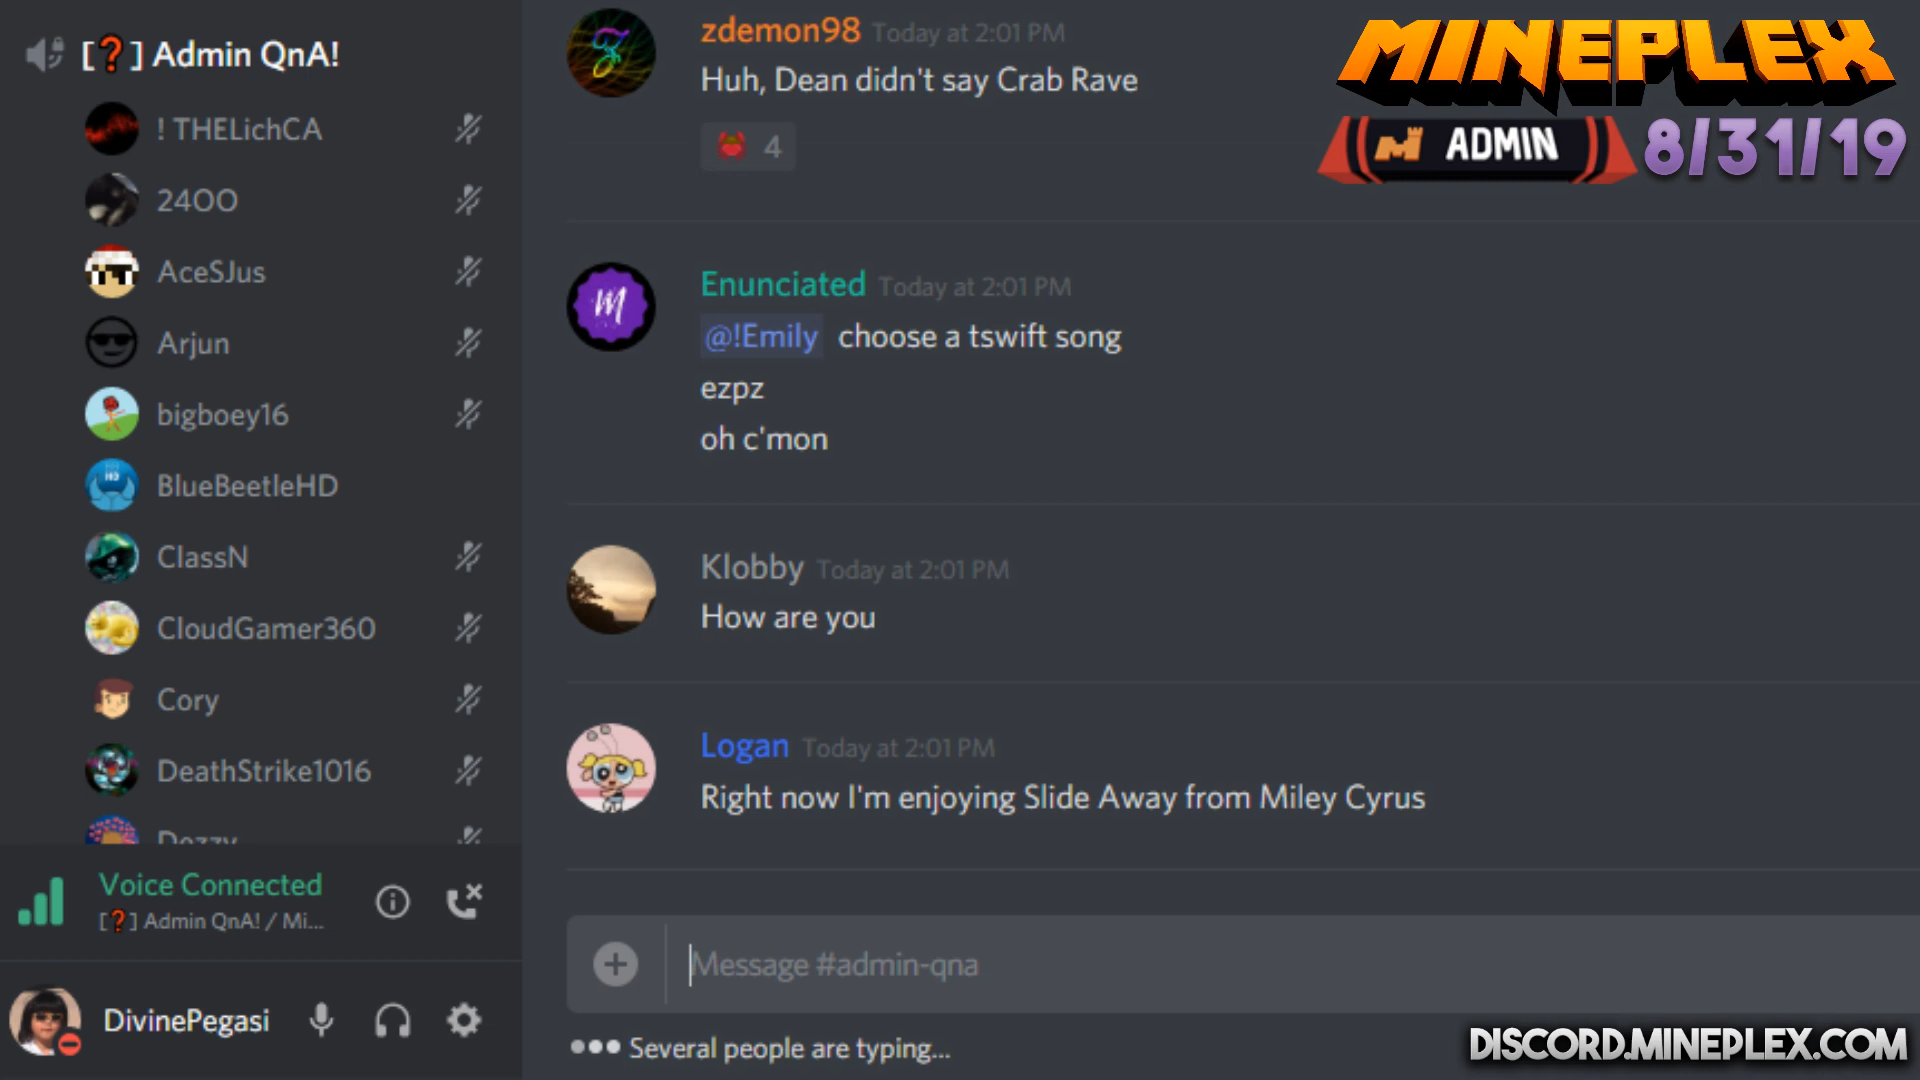 [❓] Admin QnA!
! THELichCA
24OO
AceSJus
Arjun
bigboey16
BlueBeetleHD
ClassN
CloudGamer360
Cory
DeathStrike1016
Dozzy
Voice Connected
[❓] Admin QnA! / Mi...
DivinePegasi
zdemon98 Today at 2:01 PM
Huh, Dean didn't say Crab Rave
4
Enunciated Today at 2:01 PM
@!Emily choose a tswift song
ezpz
oh c'mon
Klobby Today at 2:01 PM
How are you
Logan Today at 2:01 PM
Right now I'm enjoying Slide Away from Miley Cyrus
Message #admin-qna
Several people are typing...
MINEPLEX
ADMIN 8/31/19
DISCORD.MINEPLEX.COM